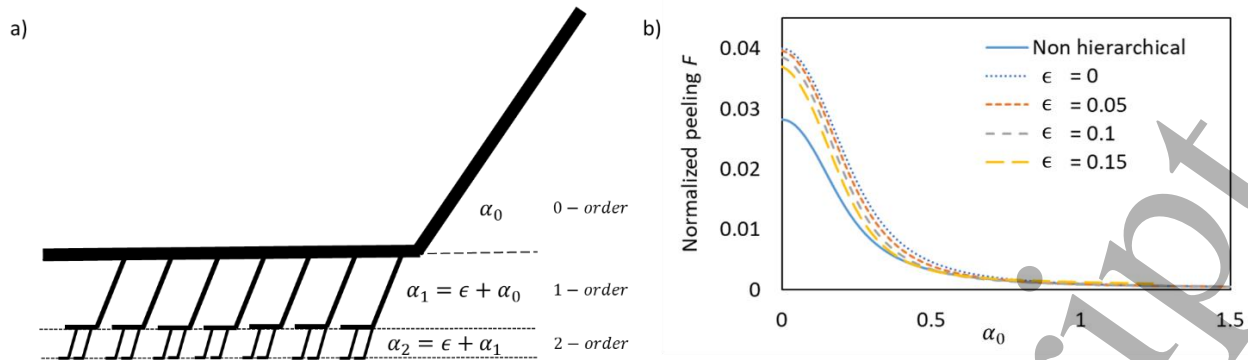 a)
α₀ 0 − order
α₁ = ϵ + α₀ 1 − order
α₂ = ϵ + α₁ 2 − order
b)
Normalized peeling F
0.04
0.03
0.02
0.01
0
Non hierarchical
ϵ = 0
ϵ = 0.05
ϵ = 0.1
ϵ = 0.15
0 0.5 1 1.5
α₀
ipt